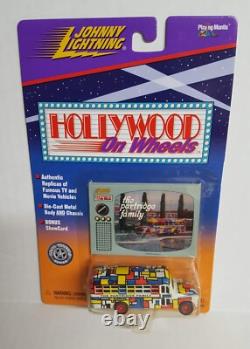 JOHNNY
LIGHTNING
Playing Mantis
HOLLYWOOD
On Wheels
• Authentic
Replicas of
Famous TV and
Movie Vehicles
• Die-Cast Metal
Body AND Chassis
• BONUS
ShowCard
the
partridge
family